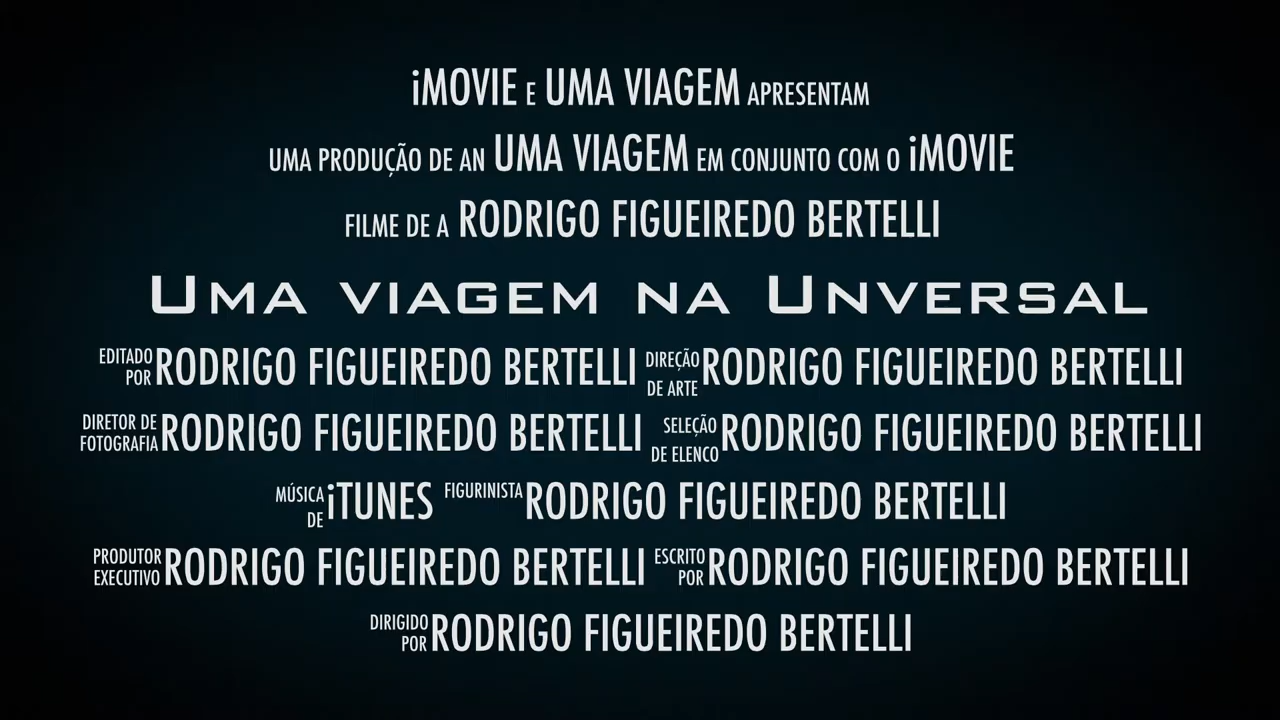 iMOVIE E UMA VIAGEM APRESENTAM
UMA PRODUÇÃO DE AN UMA VIAGEM EM CONJUNTO COM O iMOVIE
FILME DE A RODRIGO FIGUEIREDO BERTELLI
UMA VIAGEM NA UNVERSAL
EDITADO POR RODRIGO FIGUEIREDO BERTELLI DIREÇÃO DE ARTE RODRIGO FIGUEIREDO BERTELLI
DIRETOR DE FOTOGRAFIA RODRIGO FIGUEIREDO BERTELLI SELEÇÃO DE ELENCO RODRIGO FIGUEIREDO BERTELLI
MÚSICA DE iTUNES FIGURINISTA RODRIGO FIGUEIREDO BERTELLI
PRODUTOR EXECUTIVO RODRIGO FIGUEIREDO BERTELLI ESCRITO POR RODRIGO FIGUEIREDO BERTELLI
DIRIGIDO POR RODRIGO FIGUEIREDO BERTELLI